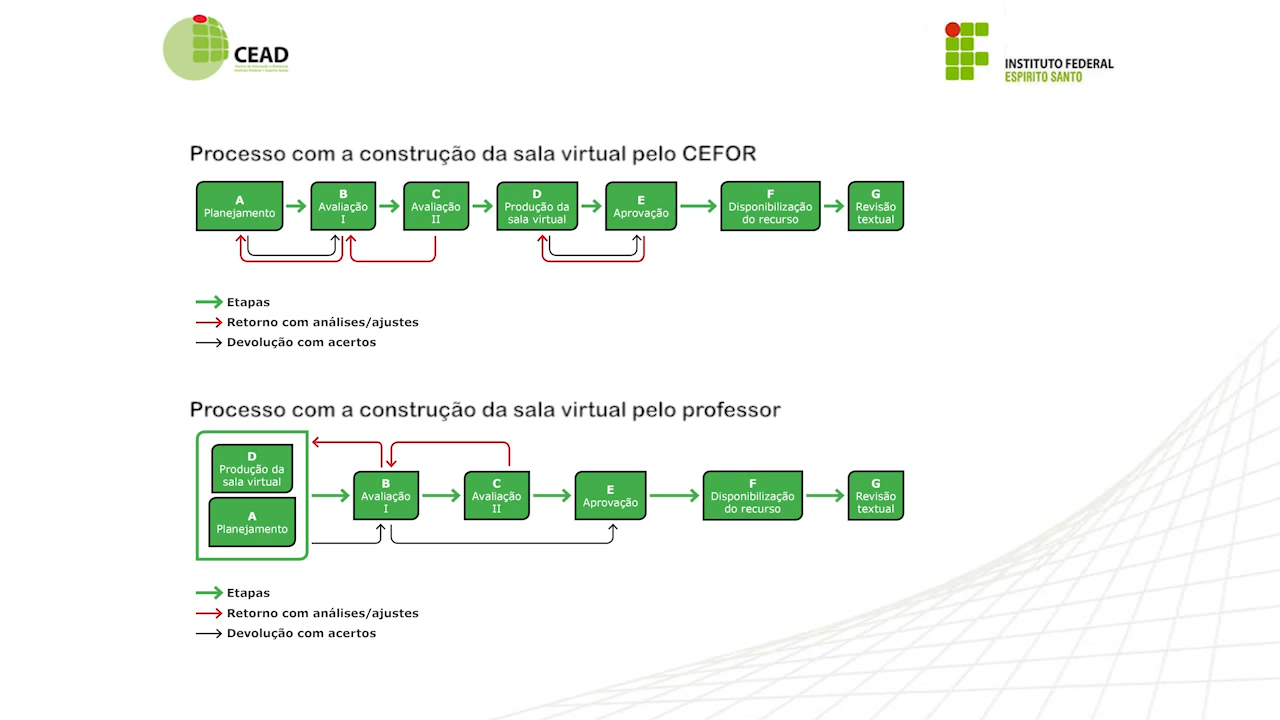 CEAD
INSTITUTO FEDERAL
ESPIRITO SANTO
Processo com a construção da sala virtual pelo CEFOR
A
Planejamento
B
Avaliação
I
C
Avaliação
II
D
Produção da
sala virtual
E
Aprovação
F
Disponibilização
do recurso
G
Revisão
textual
Etapas
Retorno com análises/ajustes
Devolução com acertos
Processo com a construção da sala virtual pelo professor
D
Produção da
sala virtual
A
Planejamento
B
Avaliação
I
C
Avaliação
II
E
Aprovação
F
Disponibilização
do recurso
G
Revisão
textual
Etapas
Retorno com análises/ajustes
Devolução com acertos